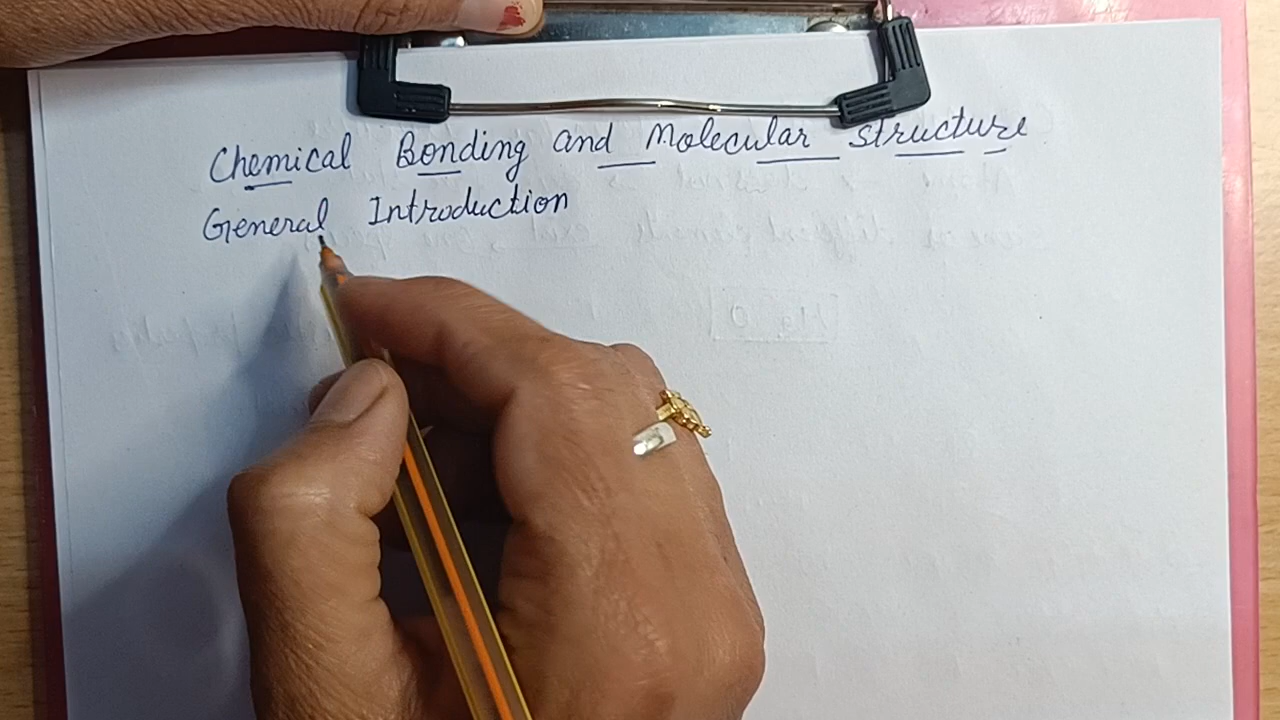 Chemical Bonding and Molecular structure
General Introduction